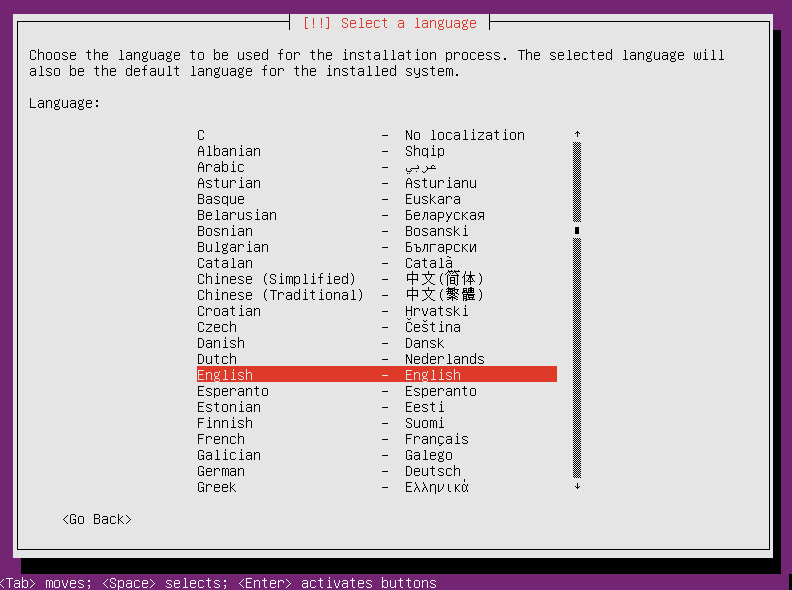 [!!] Select a language
Choose the language to be used for the installation process. The selected language will
also be the default language for the installed system.
Language:
C - No localization
Albanian - Shqip
Arabic - عربي
Asturian - Asturianu
Basque - Euskara
Belarusian - Беларуская
Bosnian - Bosanski
Bulgarian - Български
Catalan - Català
Chinese (Simplified) - 中文(简体)
Chinese (Traditional) - 中文(繁體)
Croatian - Hrvatski
Czech - Čeština
Danish - Dansk
Dutch - Nederlands
English - English
Esperanto - Esperanto
Estonian - Eesti
Finnish - Suomi
French - Français
Galician - Galego
German - Deutsch
Greek - Ελληνικά
<Go Back>
<Tab> moves; <Space> selects; <Enter> activates buttons